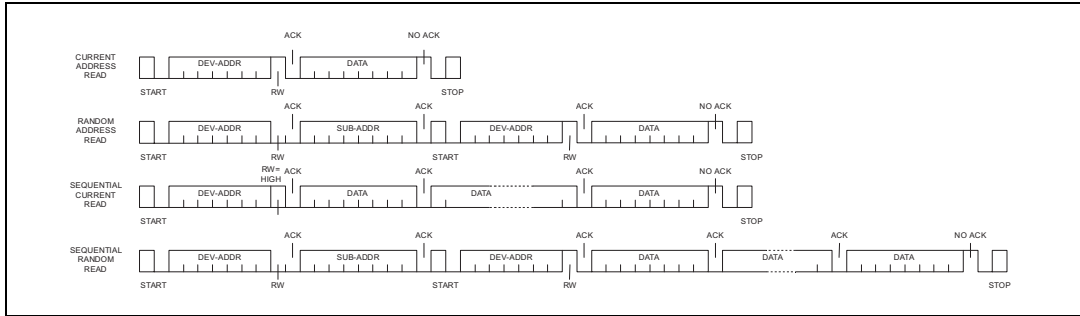 ACK NO ACK
CURRENT
ADDRESS
READ
DEV-ADDR DATA
START RW STOP
ACK ACK ACK NO ACK
RANDOM
ADDRESS
READ
DEV-ADDR SUB-ADDR DEV-ADDR DATA
START RW START RW STOP
RW=
HIGH
ACK ACK ACK NO ACK
SEQUENTIAL
CURRENT
READ
DEV-ADDR DATA DATA DATA
START STOP
ACK ACK ACK ACK ACK NO ACK
SEQUENTIAL
RANDOM
READ
DEV-ADDR SUB-ADDR DEV-ADDR DATA DATA DATA
START RW START RW STOP